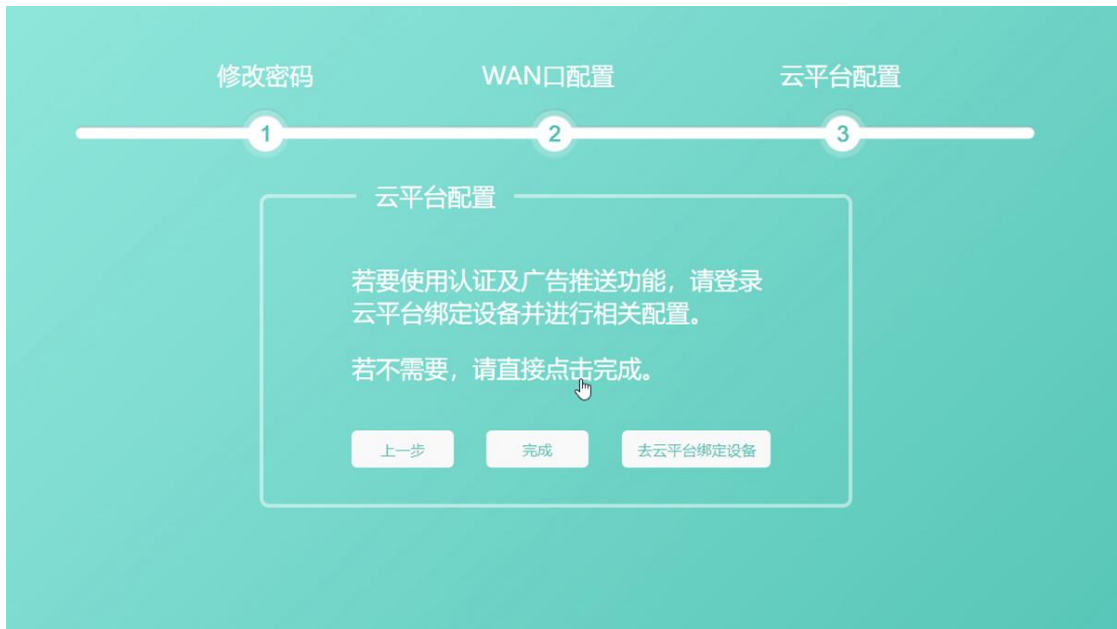 修改密码
WAN口配置
云平台配置
1
2
3
云平台配置
若要使用认证及广告推送功能，请登录
云平台绑定设备并进行相关配置。
若不需要，请直接点击完成。
上一步
完成
去云平台绑定设备